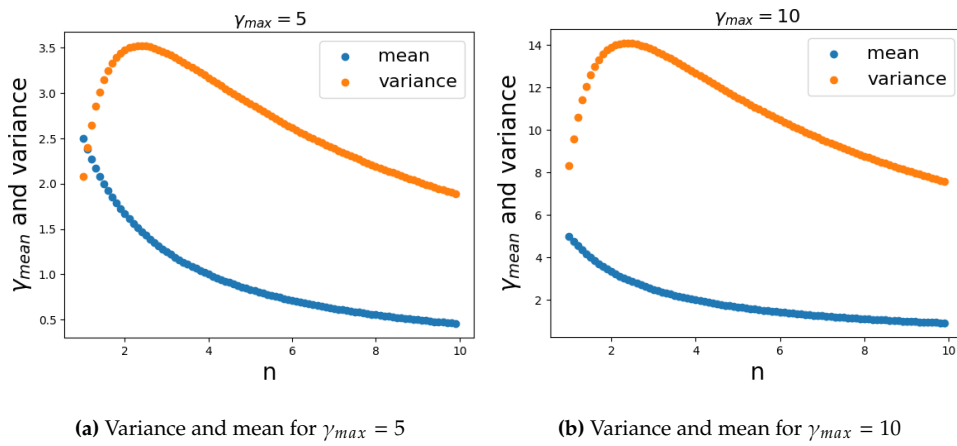 γmax = 5
γmean and variance
3.5
3.0
2.5
2.0
1.5
1.0
0.5
mean
variance
2
4
6
8
10
n
(a) Variance and mean for γmax = 5
γmax = 10
γmean and variance
14
12
10
8
6
4
2
mean
variance
2
4
6
8
10
n
(b) Variance and mean for γmax = 10